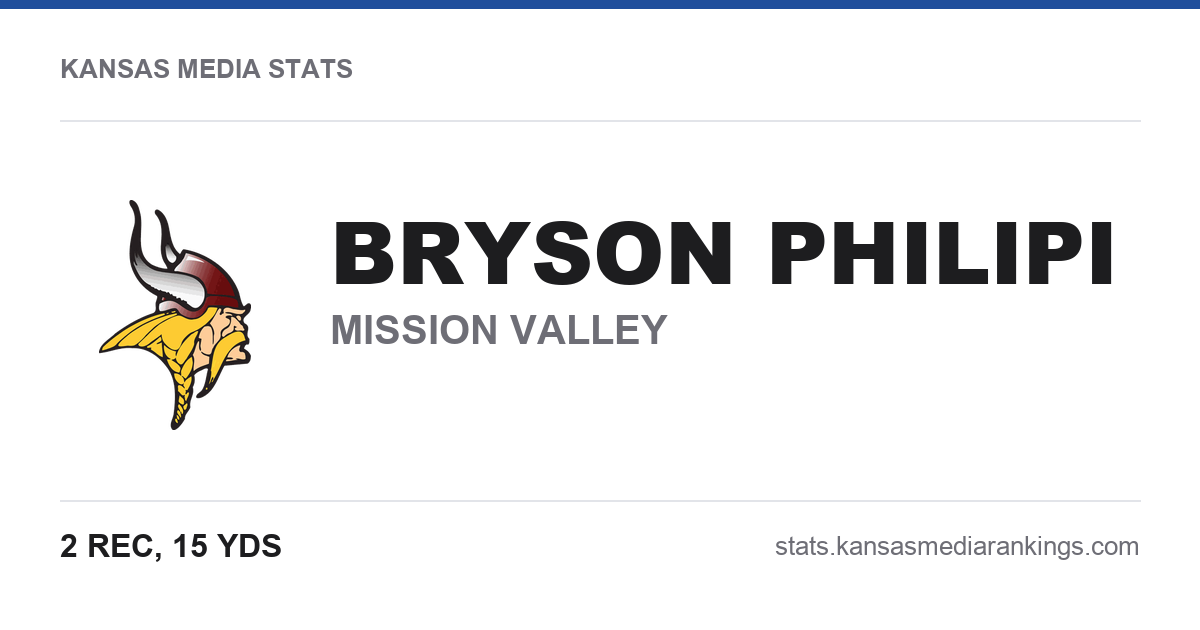 KANSAS MEDIA STATS
BRYSON PHILIPI
MISSION VALLEY
2 REC, 15 YDS
stats.kansasmediarankings.com